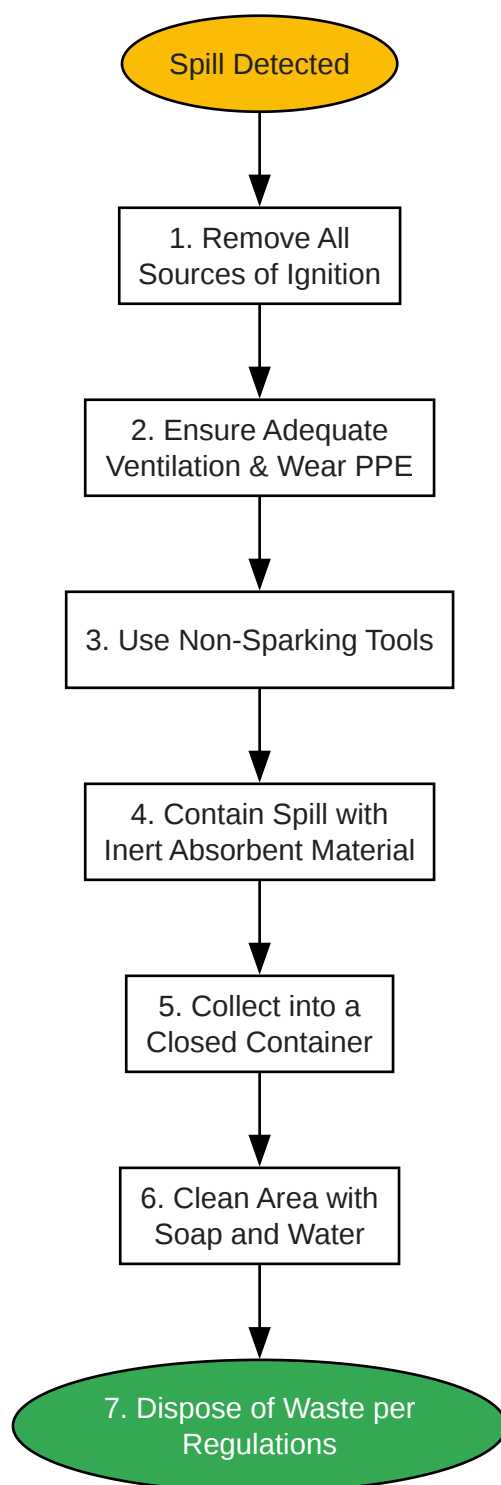 Spill Detected
1. Remove All
Sources of Ignition
2. Ensure Adequate
Ventilation & Wear PPE
3. Use Non-Sparking Tools
4. Contain Spill with
Inert Absorbent Material
5. Collect into a
Closed Container
6. Clean Area with
Soap and Water
7. Dispose of Waste per
Regulations